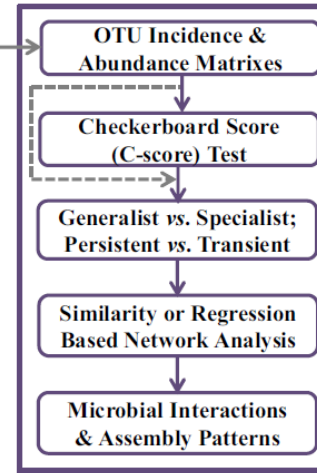 OTU Incidence &
Abundance Matrixes
Checkerboard Score
(C-score) Test
Generalist vs. Specialist;
Persistent vs. Transient
Similarity or Regression
Based Network Analysis
Microbial Interactions
& Assembly Patterns